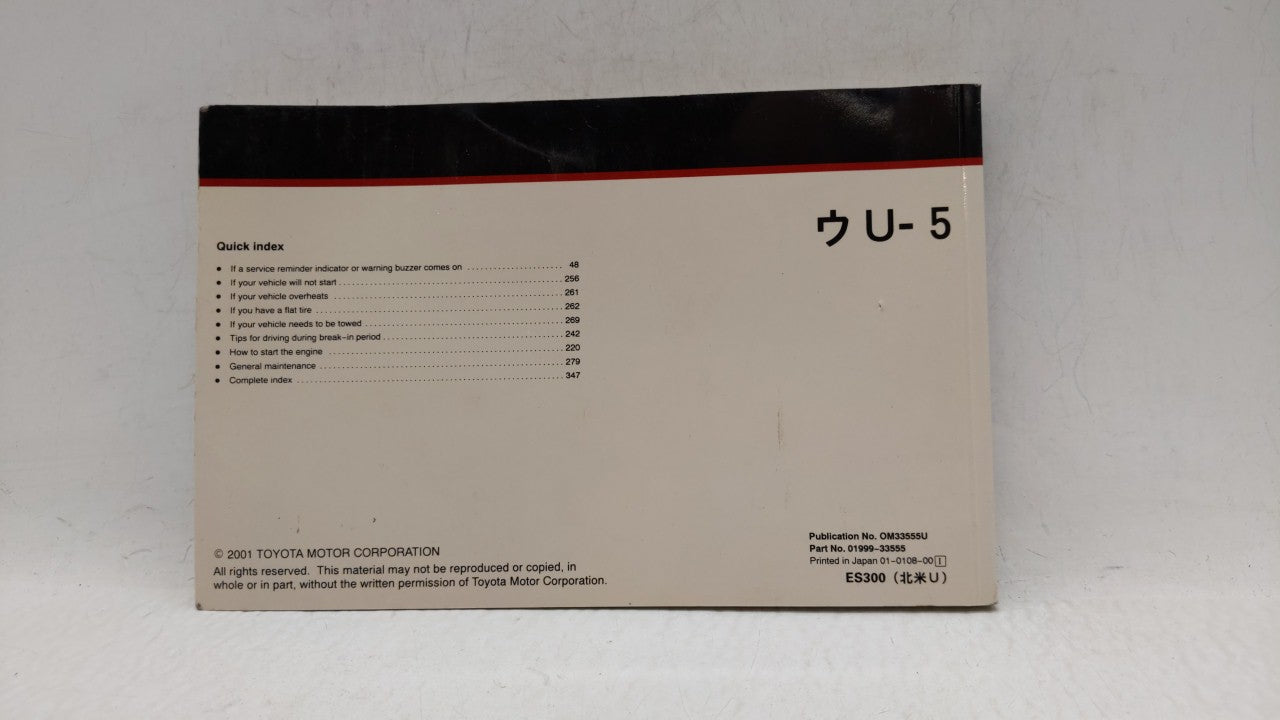 ウU- 5
Quick index
● If a service reminder indicator or warning buzzer comes on ........................ 48
● If your vehicle will not start ........................................................ 256
● If your vehicle overheats .......................................................... 261
● If you have a flat tire .............................................................. 262
● If your vehicle needs to be towed .................................................. 269
● Tips for driving during break-in period ............................................. 242
● How to start the engine ............................................................ 220
● General maintenance .............................................................. 279
● Complete index .................................................................... 347
© 2001 TOYOTA MOTOR CORPORATION
All rights reserved. This material may not be reproduced or copied, in
whole or in part, without the written permission of Toyota Motor Corporation.
Publication No. OM33555U
Part No. 01999-33555
Printed in Japan 01-0108-00 I
ES300（北米U）